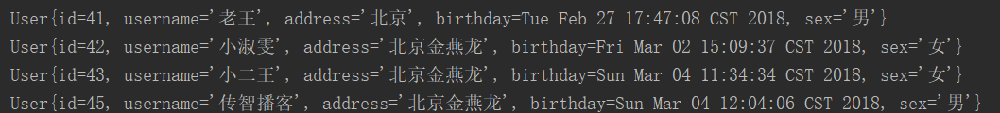 User{id=41, username='老王', address='北京', birthday=Tue Feb 27 17:47:08 CST 2018, sex='男'}
User{id=42, username='小淑雯', address='北京金燕龙', birthday=Fri Mar 02 15:09:37 CST 2018, sex='女'}
User{id=43, username='小二王', address='北京金燕龙', birthday=Sun Mar 04 11:34:34 CST 2018, sex='女'}
User{id=45, username='传智播客', address='北京金燕龙', birthday=Sun Mar 04 12:04:06 CST 2018, sex='男'}